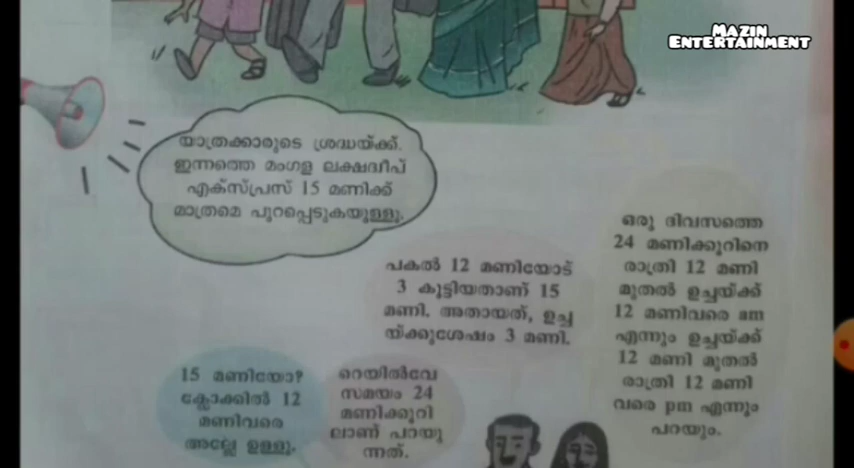 MAZIN
ENTERTAINMENT
യാത്രക്കാരുടെ ശ്രദ്ധയ്ക്ക്.
ഇന്നത്തെ മംഗള ലക്ഷദ്വീപ്
എക്സ്പ്രസ് 15 മണിക്ക്
മാത്രമെ പുറപ്പെടുകയുള്ളു.
പകൽ 12 മണിയോട്
3 കൂട്ടിയതാണ് 15
മണി. അതായത്, ഉച്ച
യ്ക്കുശേഷം 3 മണി.
ഒരു ദിവസത്തെ
24 മണിക്കൂറിനെ
രാത്രി 12 മണി
മുതൽ ഉച്ചയ്ക്ക്
12 മണിവരെ am
എന്നും ഉച്ചയ്ക്ക്
12 മണി മുതൽ
രാത്രി 12 മണി
വരെ pm എന്നും
പറയും.
15 മണിയോ?
ക്ലോക്കിൽ 12
മണിവരെ
അല്ലേ ഉള്ളു.
റെയിൽവേ
സമയം 24
മണിക്കൂറി
ലാണ് പറയു
ന്നത്.